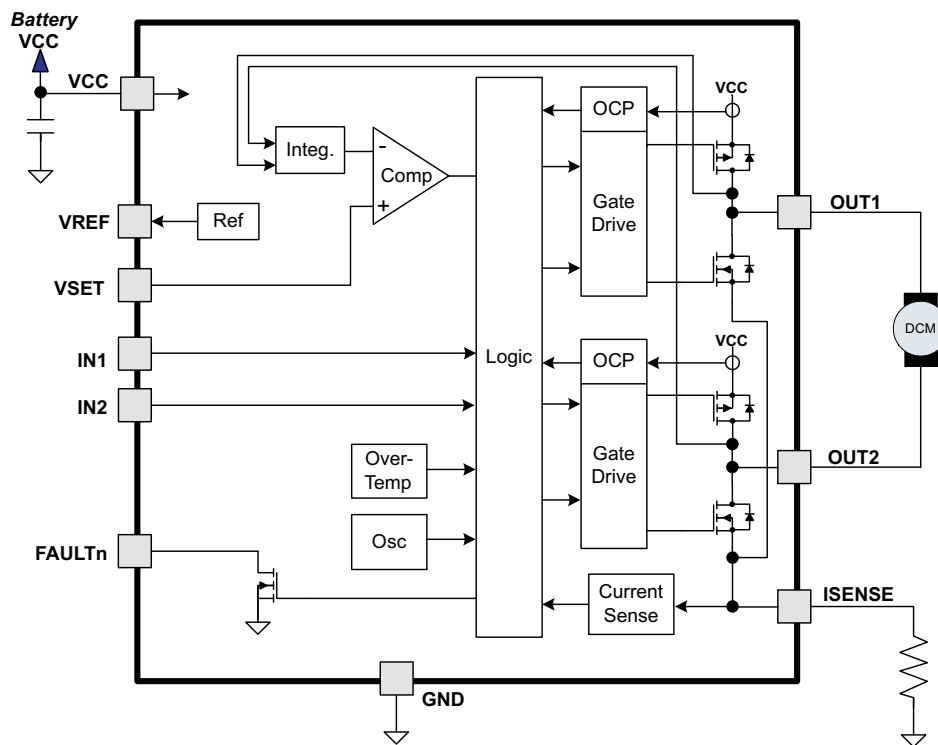 Battery
VCC
VCC
VREF
VSET
IN1
IN2
FAULTn
GND
Integ.
Comp
-
+
Ref
Over-
Temp
Osc
Logic
OCP
Gate
Drive
VCC
OCP
Gate
Drive
VCC
Current
Sense
OUT1
DCM
OUT2
ISENSE